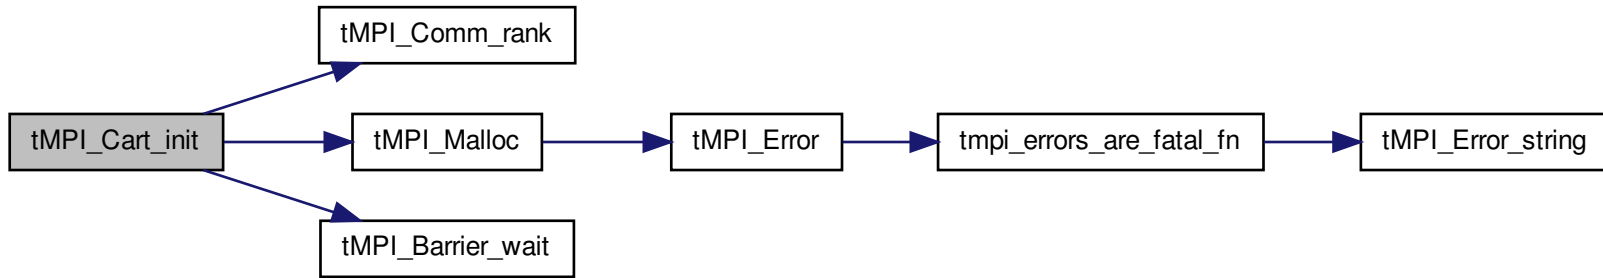 tMPI_Comm_rank
tMPI_Cart_init
tMPI_Malloc
tMPI_Error
tmpi_errors_are_fatal_fn
tMPI_Error_string
tMPI_Barrier_wait